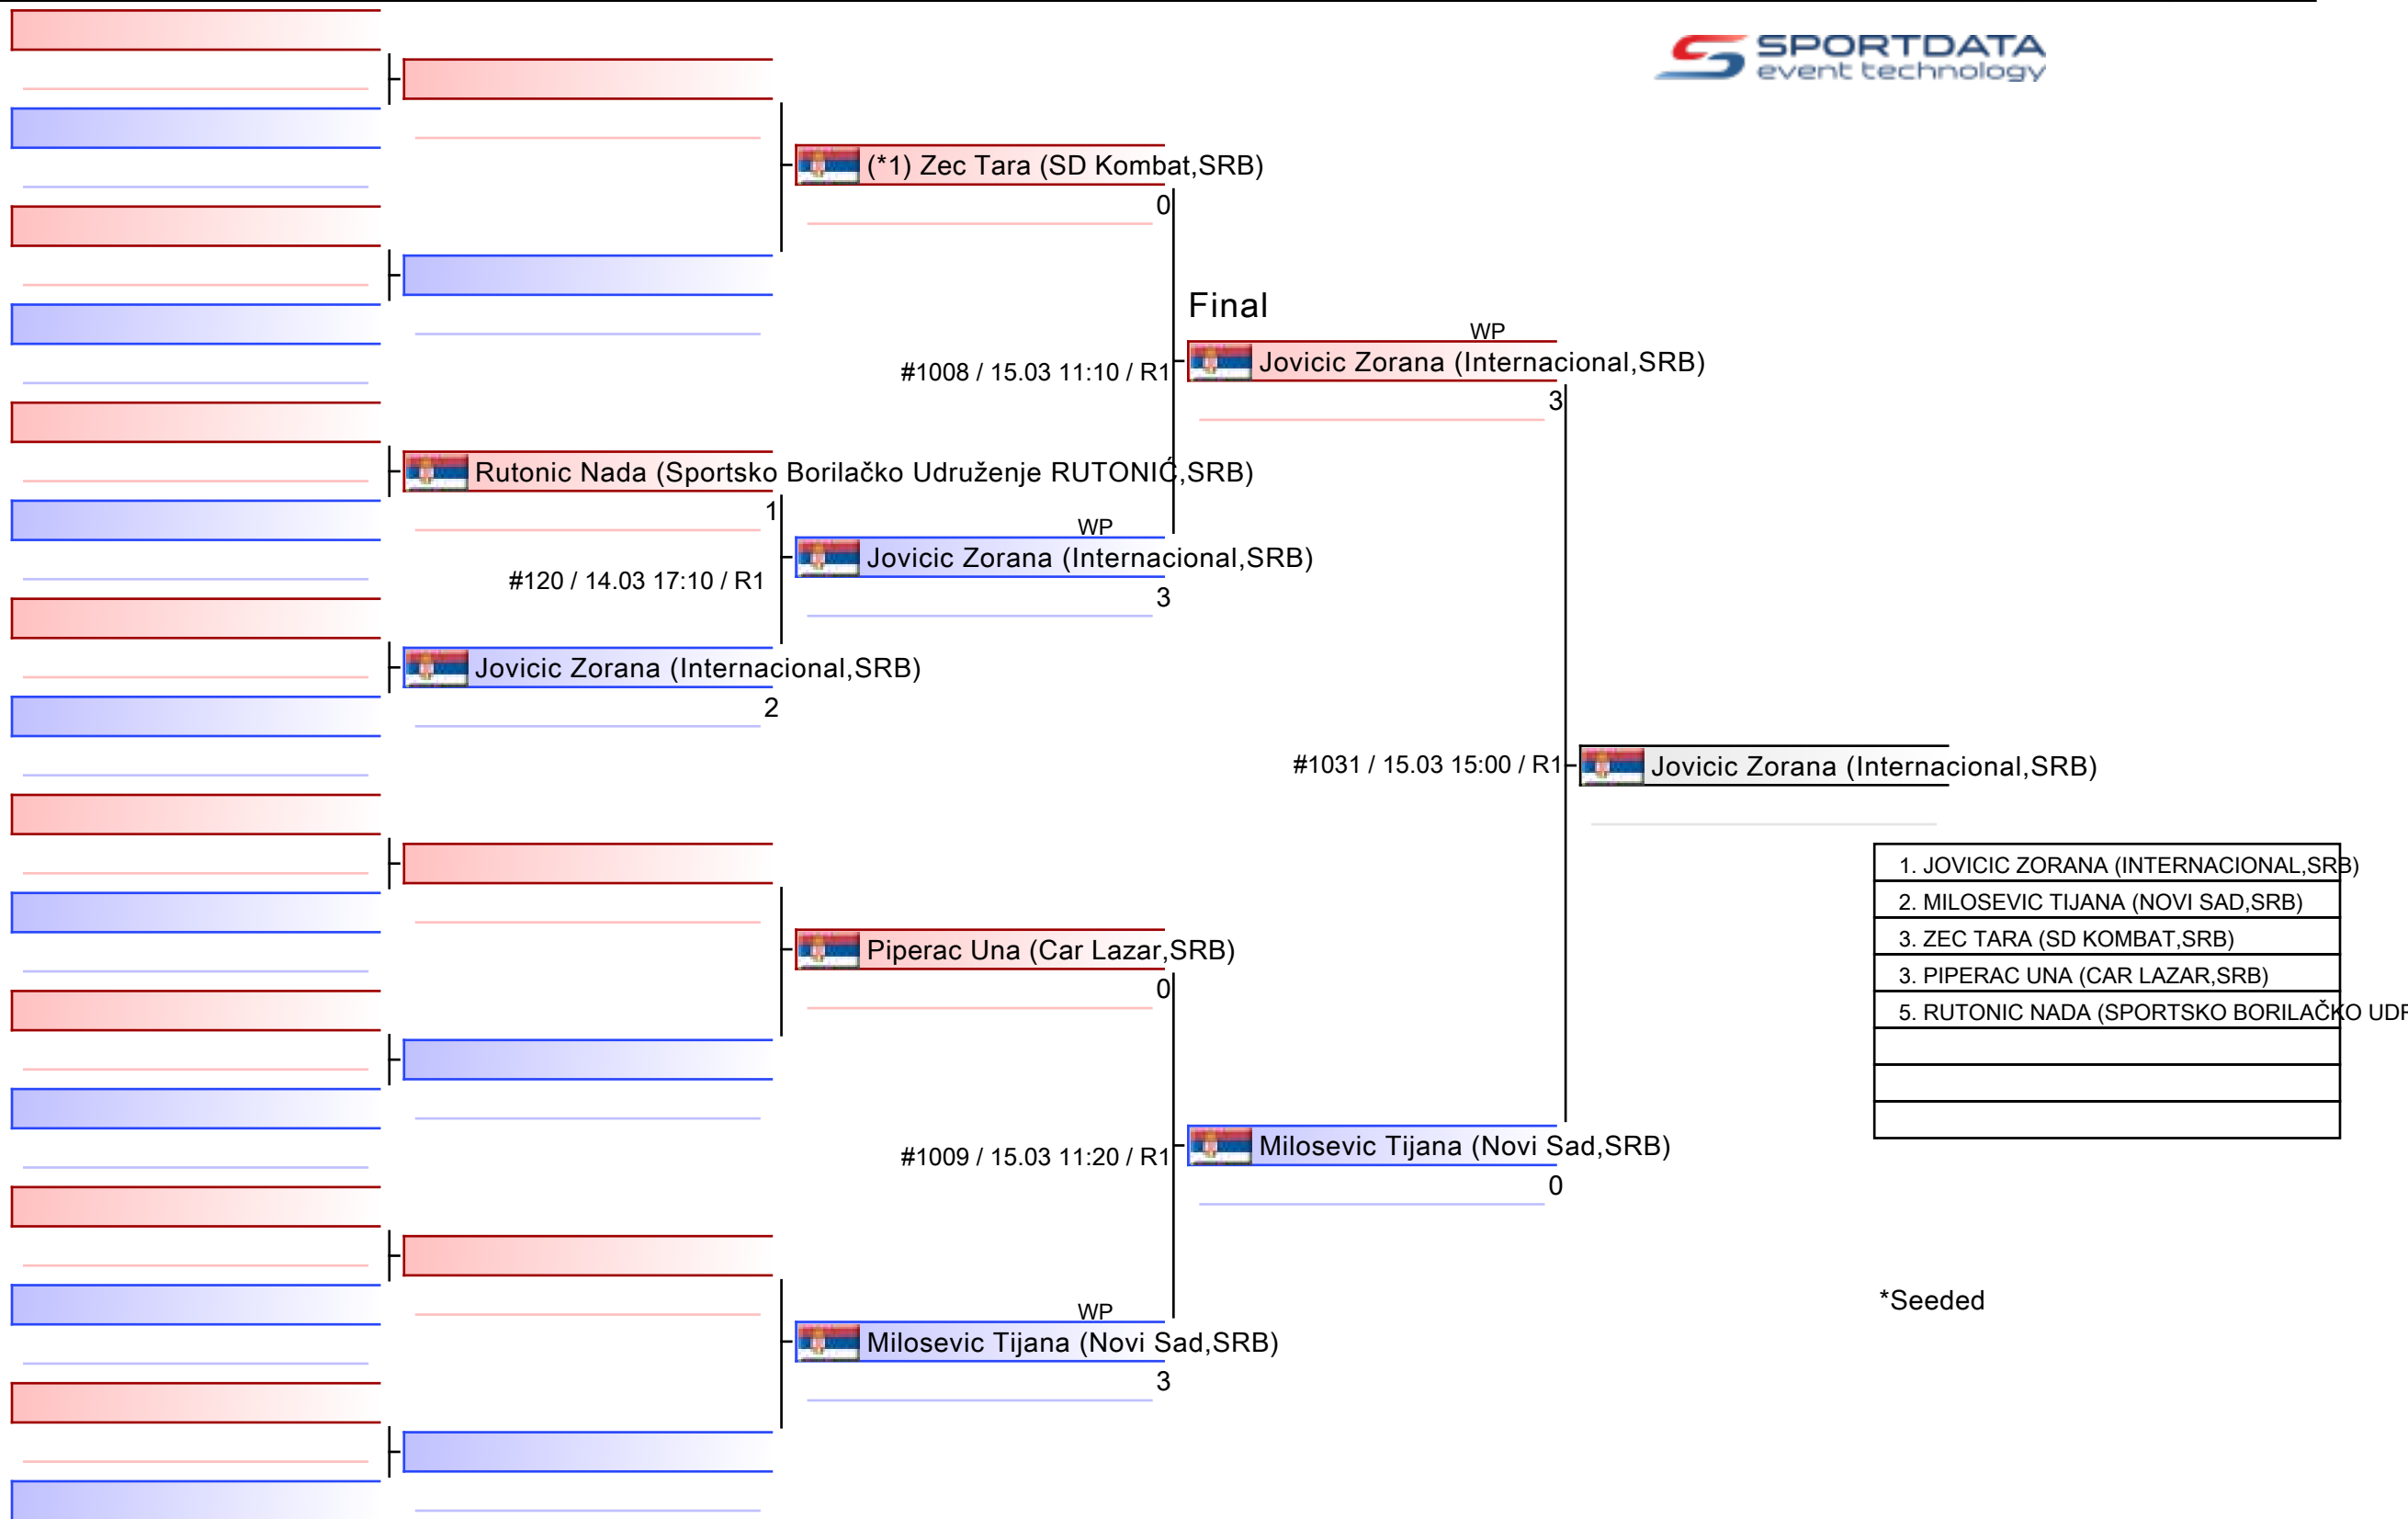 SPORTDATA
event technology
(*1) Zec Tara (SD Kombat,SRB)
0
Final
WP
#1008 / 15.03 11:10 / R1
Jovicic Zorana (Internacional,SRB)
3
Rutonic Nada (Sportsko Borilačko Udruženje RUTONIĆ,SRB)
1
WP
Jovicic Zorana (Internacional,SRB)
#120 / 14.03 17:10 / R1
3
Jovicic Zorana (Internacional,SRB)
2
#1031 / 15.03 15:00 / R1
Jovicic Zorana (Internacional,SRB)
1. JOVICIC ZORANA (INTERNACIONAL,SRB)
2. MILOSEVIC TIJANA (NOVI SAD,SRB)
3. ZEC TARA (SD KOMBAT,SRB)
3. PIPERAC UNA (CAR LAZAR,SRB)
5. RUTONIC NADA (SPORTSKO BORILAČKO UDR
Piperac Una (Car Lazar,SRB)
0
#1009 / 15.03 11:20 / R1
Milosevic Tijana (Novi Sad,SRB)
0
*Seeded
WP
Milosevic Tijana (Novi Sad,SRB)
3